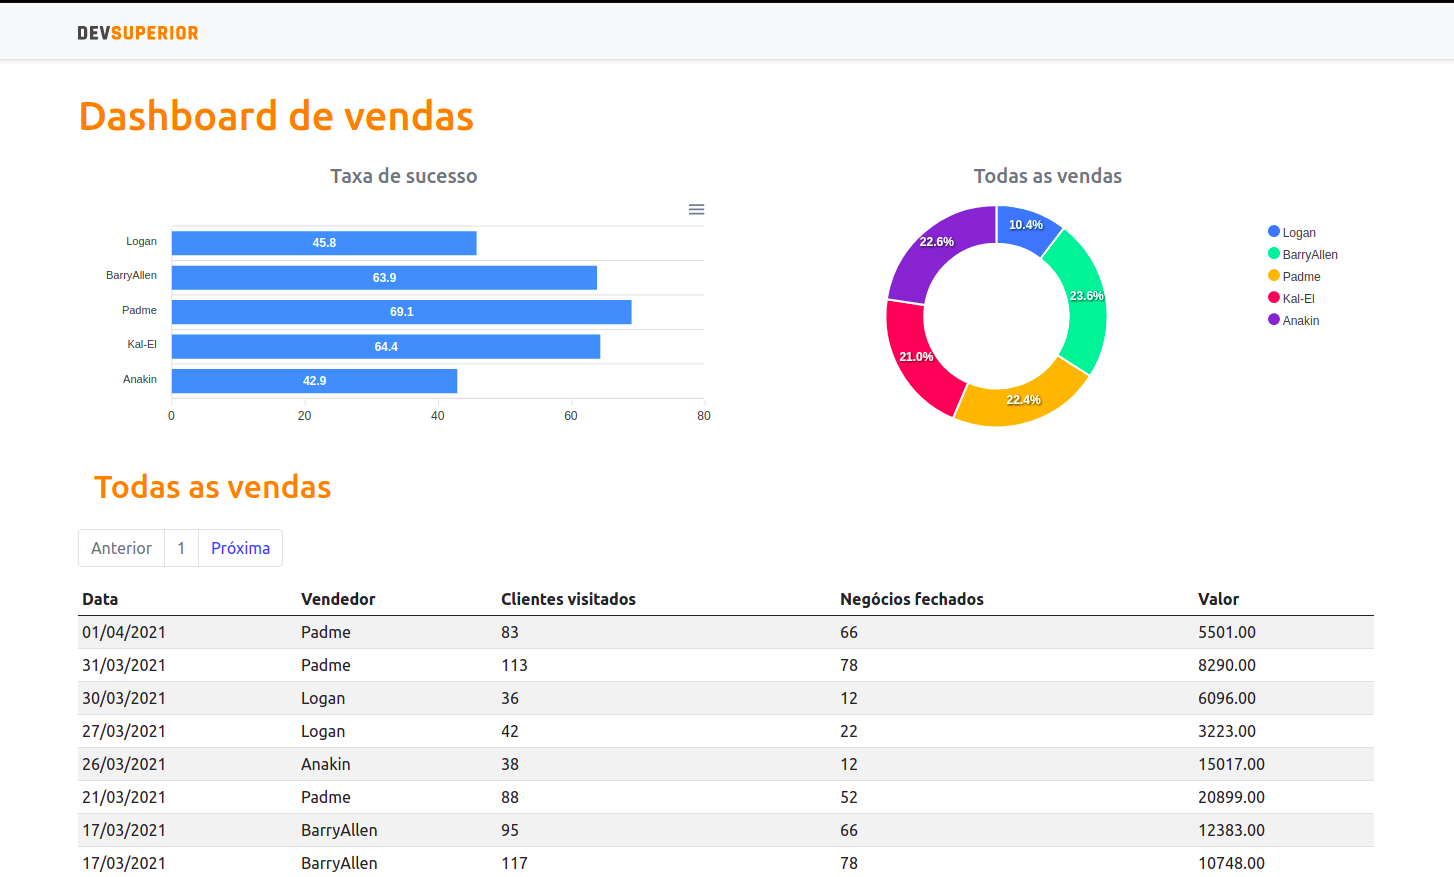 DEVSUPERIOR
Dashboard de vendas
Taxa de sucesso
Logan
45.8
BarryAllen
63.9
Padme
69.1
Kal-El
64.4
Anakin
42.9
0 20 40 60 80
Todas as vendas
10.4%
23.6%
22.4%
21.0%
22.6%
Logan
BarryAllen
Padme
Kal-El
Anakin
Todas as vendas
Anterior 1 Próxima
Data Vendedor Clientes visitados Negócios fechados Valor
01/04/2021 Padme 83 66 5501.00
31/03/2021 Padme 113 78 8290.00
30/03/2021 Logan 36 12 6096.00
27/03/2021 Logan 42 22 3223.00
26/03/2021 Anakin 38 12 15017.00
21/03/2021 Padme 88 52 20899.00
17/03/2021 BarryAllen 95 66 12383.00
17/03/2021 BarryAllen 117 78 10748.00